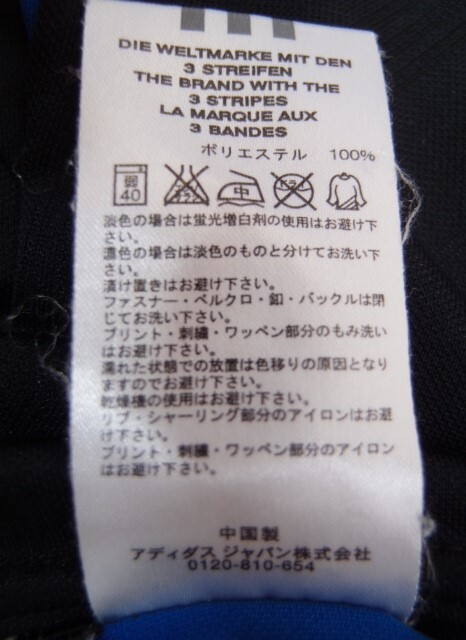 DIE WELTMARKE MIT DEN
3 STREIFEN
THE BRAND WITH THE
3 STRIPES
LA MARQUE AUX
3 BANDES
ポリエステル 100%
弱
40
中
ドライ
淡色の場合は蛍光増白剤の使用はお避け下
さい。
濃色の場合は淡色のものと分けてお洗い下
さい。
漬け置きはお避け下さい。
ファスナー・ベルクロ・釦・バックルは閉
じてお洗い下さい。
プリント・刺繍・ワッペン部分のもみ洗い
はお避け下さい。
濡れた状態での放置は色移りの原因となり
ますのでお避け下さい。
乾燥機の使用はお避け下さい。
リブ・シャーリング部分のアイロンはお避
け下さい。
プリント・刺繍・ワッペン部分のアイロン
はお避け下さい。
中国製
アディダス ジャパン株式会社
0120-810-654